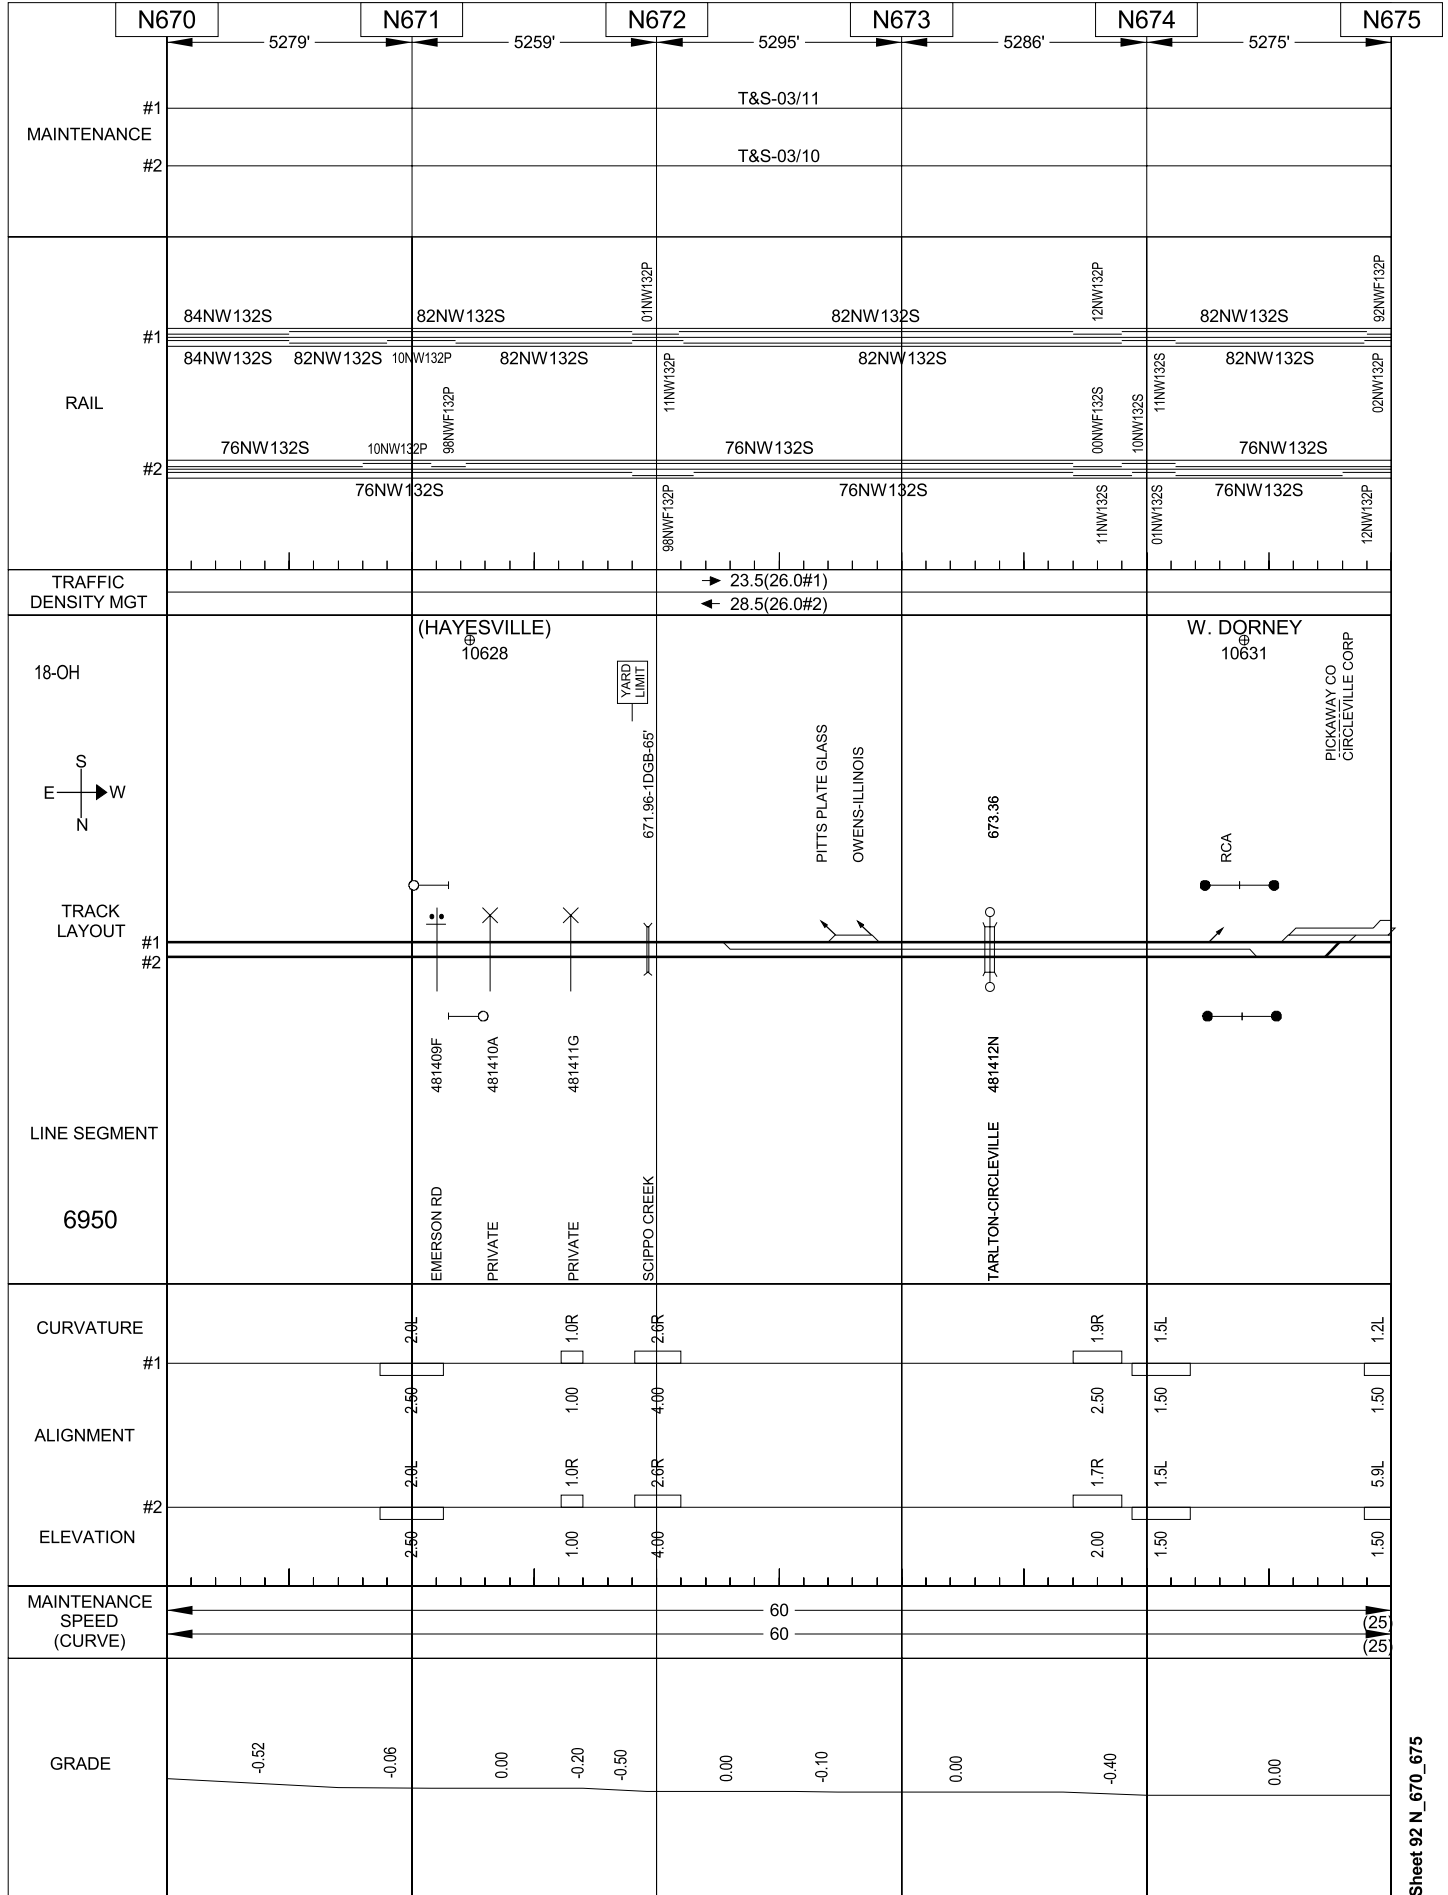 N670 N671 N672 N673 N674 N675
5279' 5259' 5295' 5286' 5275'
T&S-03/11
#1
MAINTENANCE
T&S-03/10
#2
01NW132P 12NW132P 92NWF132P
84NW132S 82NW132S 82NW132S 82NW132S
#1
84NW132S 82NW132S 10NW132P 82NW132S 82NW132S 82NW132S
11NW132P 11NW132S 02NW132P
RAIL
98NWF132P 00NWF132S 10NW132S
76NW132S 10NW132P 76NW132S 76NW132S
#2
76NW132S 76NW132S 76NW132S
98NWF132P 11NW132S 01NW132S 12NW132P
TRAFFIC
DENSITY MGT
23.5(26.0#1)
28.5(26.0#2)
(HAYESVILLE) W. DORNEY
10628 10631
18-OH
YARD
LIMIT
PICKAWAY CO
CIRCLEVILLE CORP
S
E W
N
671.96-1DGB-65'
PITTS PLATE GLASS
OWENS-ILLINOIS
673.36
RCA
TRACK
LAYOUT
#1
#2
481409F 481410A 481411G 481412N
LINE SEGMENT
6950
EMERSON RD
PRIVATE
PRIVATE
SCIPPO CREEK
TARLTON-CIRCLEVILLE
CURVATURE
2.0L 1.0R 2.6R 1.9R 1.5L 1.2L
#1
2.50 1.00 4.00 2.50 1.50 1.50
ALIGNMENT
2.0L 1.0R 2.6R 1.7R 1.5L 5.9L
#2
ELEVATION
2.50 1.00 4.00 2.00 1.50 1.50
MAINTENANCE
SPEED
(CURVE)
60
(25)
60
(25)
GRADE
-0.52 -0.06 0.00 -0.20 -0.50 0.00 -0.10 0.00 -0.40 0.00
Sheet 92 N_670_675